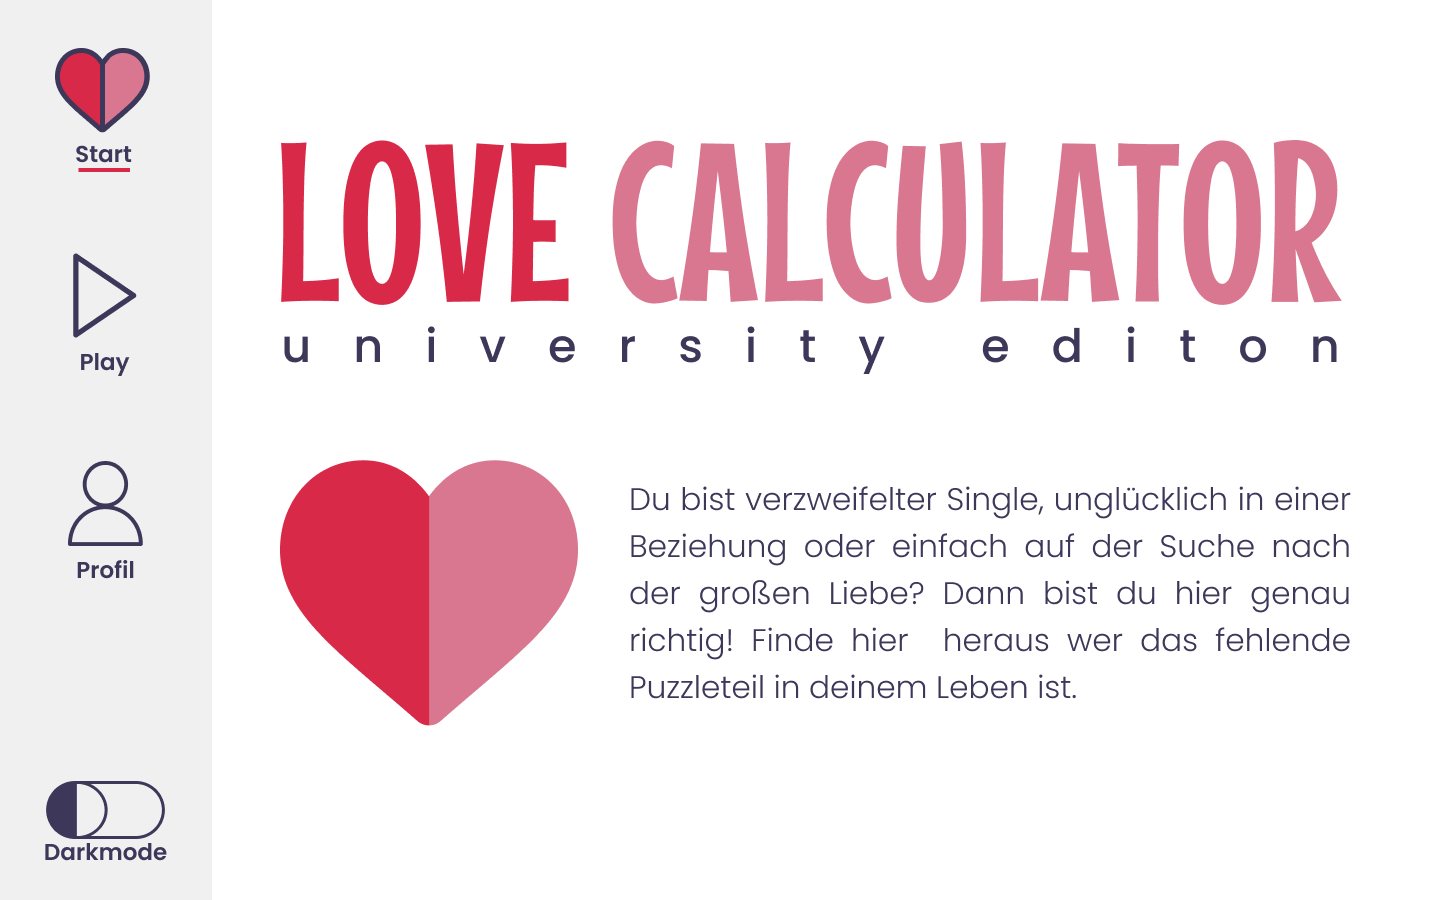 Start
Play
Profil
Darkmode
LOVE CALCULATOR
university editon
Du bist verzweifelter Single, unglücklich in einer
Beziehung oder einfach auf der Suche nach
der großen Liebe? Dann bist du hier genau
richtig! Finde hier heraus wer das fehlende
Puzzleteil in deinem Leben ist.